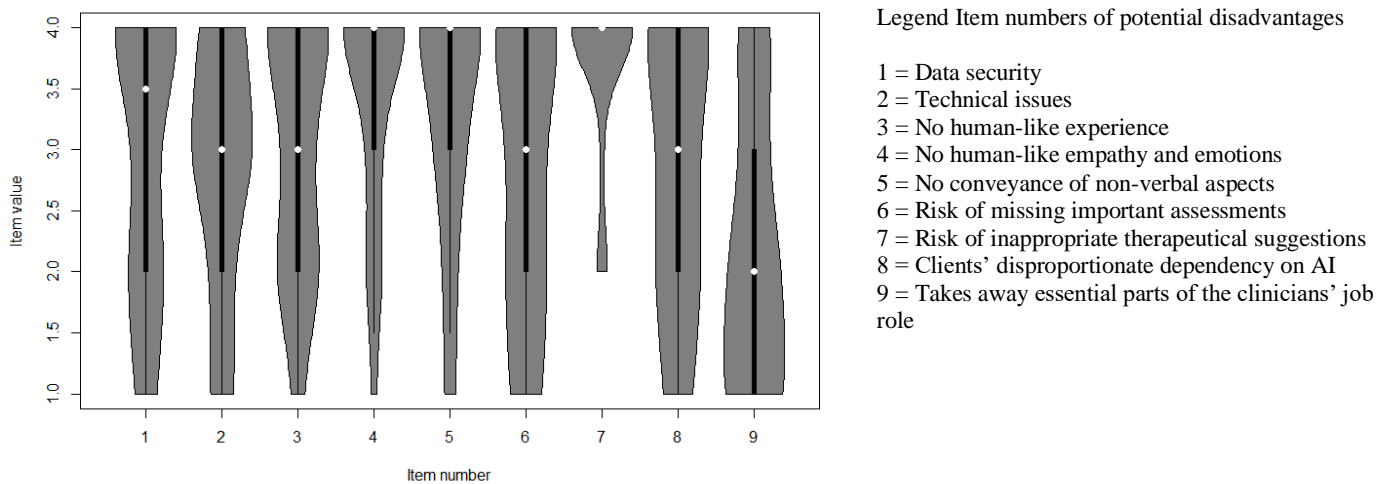 Legend Item numbers of potential disadvantages
1 = Data security
2 = Technical issues
3 = No human-like experience
4 = No human-like empathy and emotions
5 = No conveyance of non-verbal aspects
6 = Risk of missing important assessments
7 = Risk of inappropriate therapeutical suggestions
8 = Clients’ disproportionate dependency on AI
9 = Takes away essential parts of the clinicians’ job
role
Item value
4.0
3.5
3.0
2.5
2.0
1.5
1.0
1 2 3 4 5 6 7 8 9
Item number